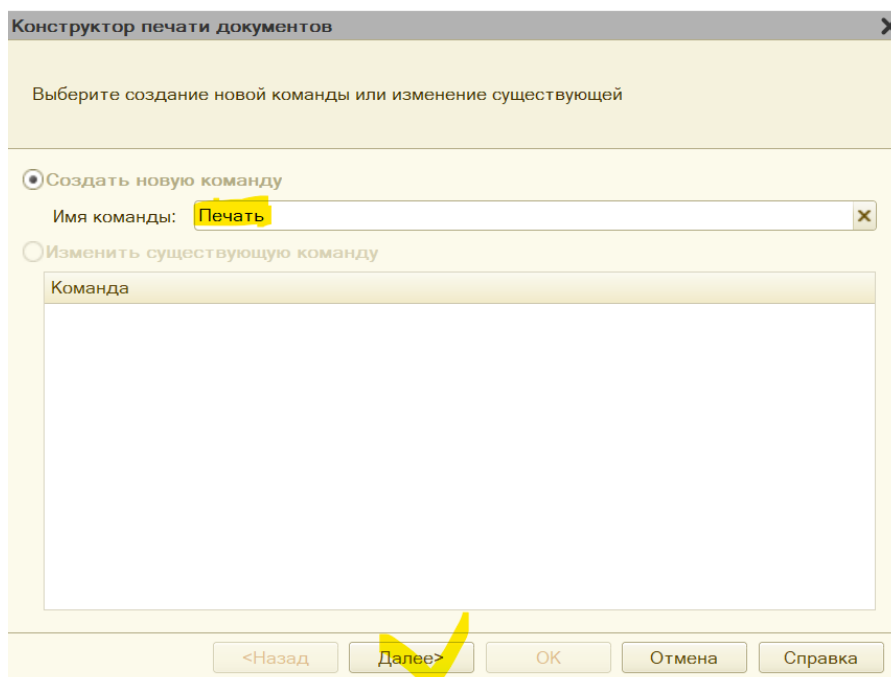 Конструктор печати документов
Выберите создание новой команды или изменение существующей
Создать новую команду
Имя команды: Печать
Изменить существующую команду
Команда
<Назад Далее> OK Отмена Справка